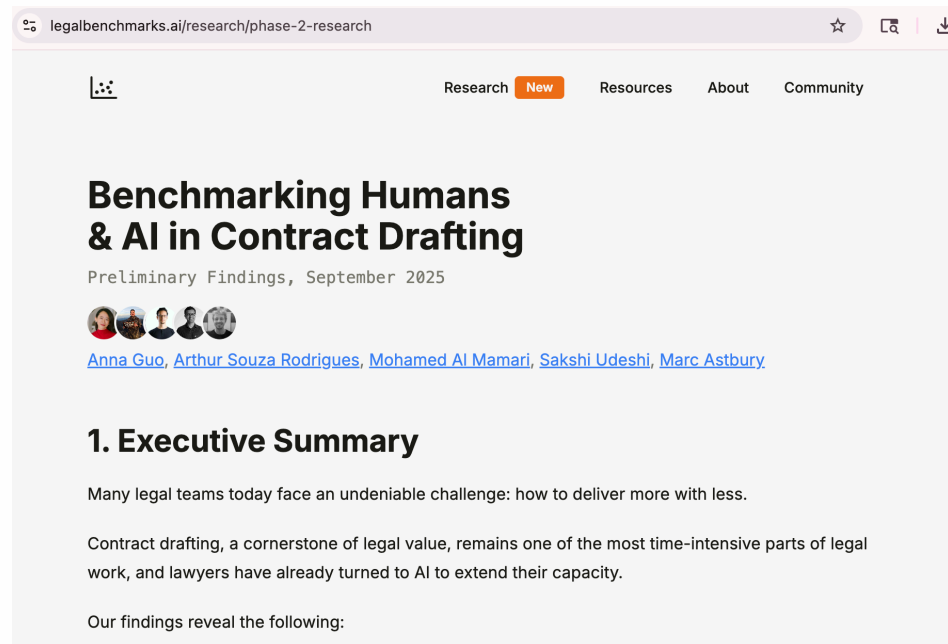 legalbenchmarks.ai/research/phase-2-research
Research New Resources About Community
Benchmarking Humans
& AI in Contract Drafting
Preliminary Findings, September 2025
Anna Guo, Arthur Souza Rodrigues, Mohamed Al Mamari, Sakshi Udeshi, Marc Astbury
1. Executive Summary
Many legal teams today face an undeniable challenge: how to deliver more with less.
Contract drafting, a cornerstone of legal value, remains one of the most time-intensive parts of legal
work, and lawyers have already turned to AI to extend their capacity.
Our findings reveal the following: